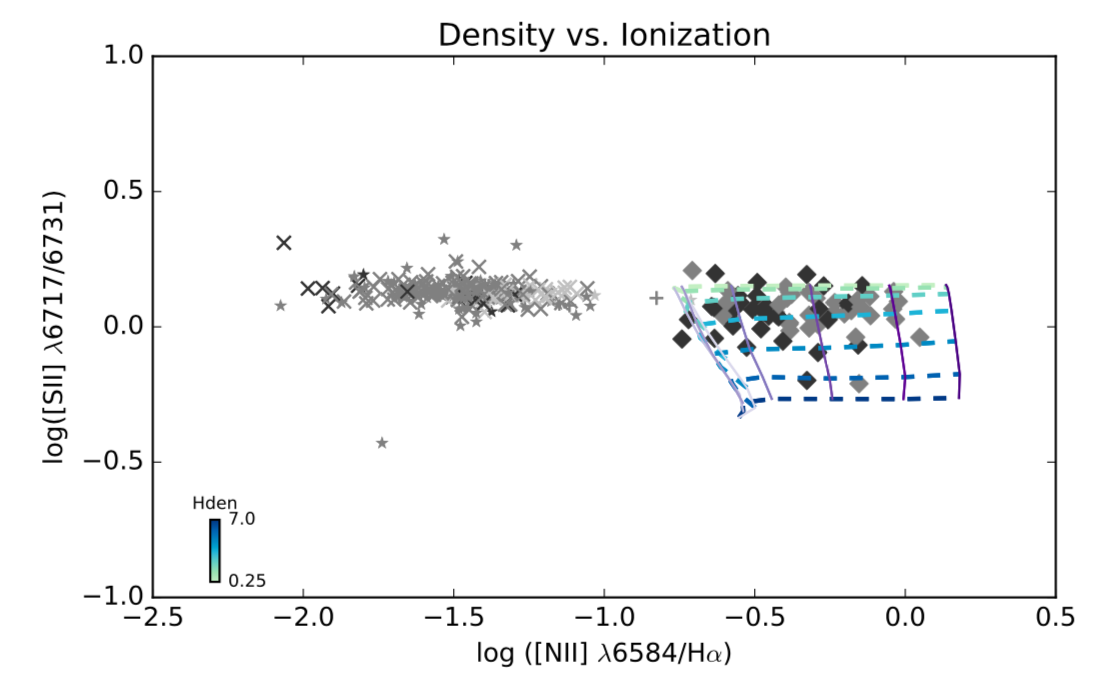 Density vs. Ionization
1.0
0.5
0.0
−0.5
−1.0
log([SII] λ6717/6731)
Hden
7.0
0.25
−2.5 −2.0 −1.5 −1.0 −0.5 0.0 0.5
log ([NII] λ6584/Hα)